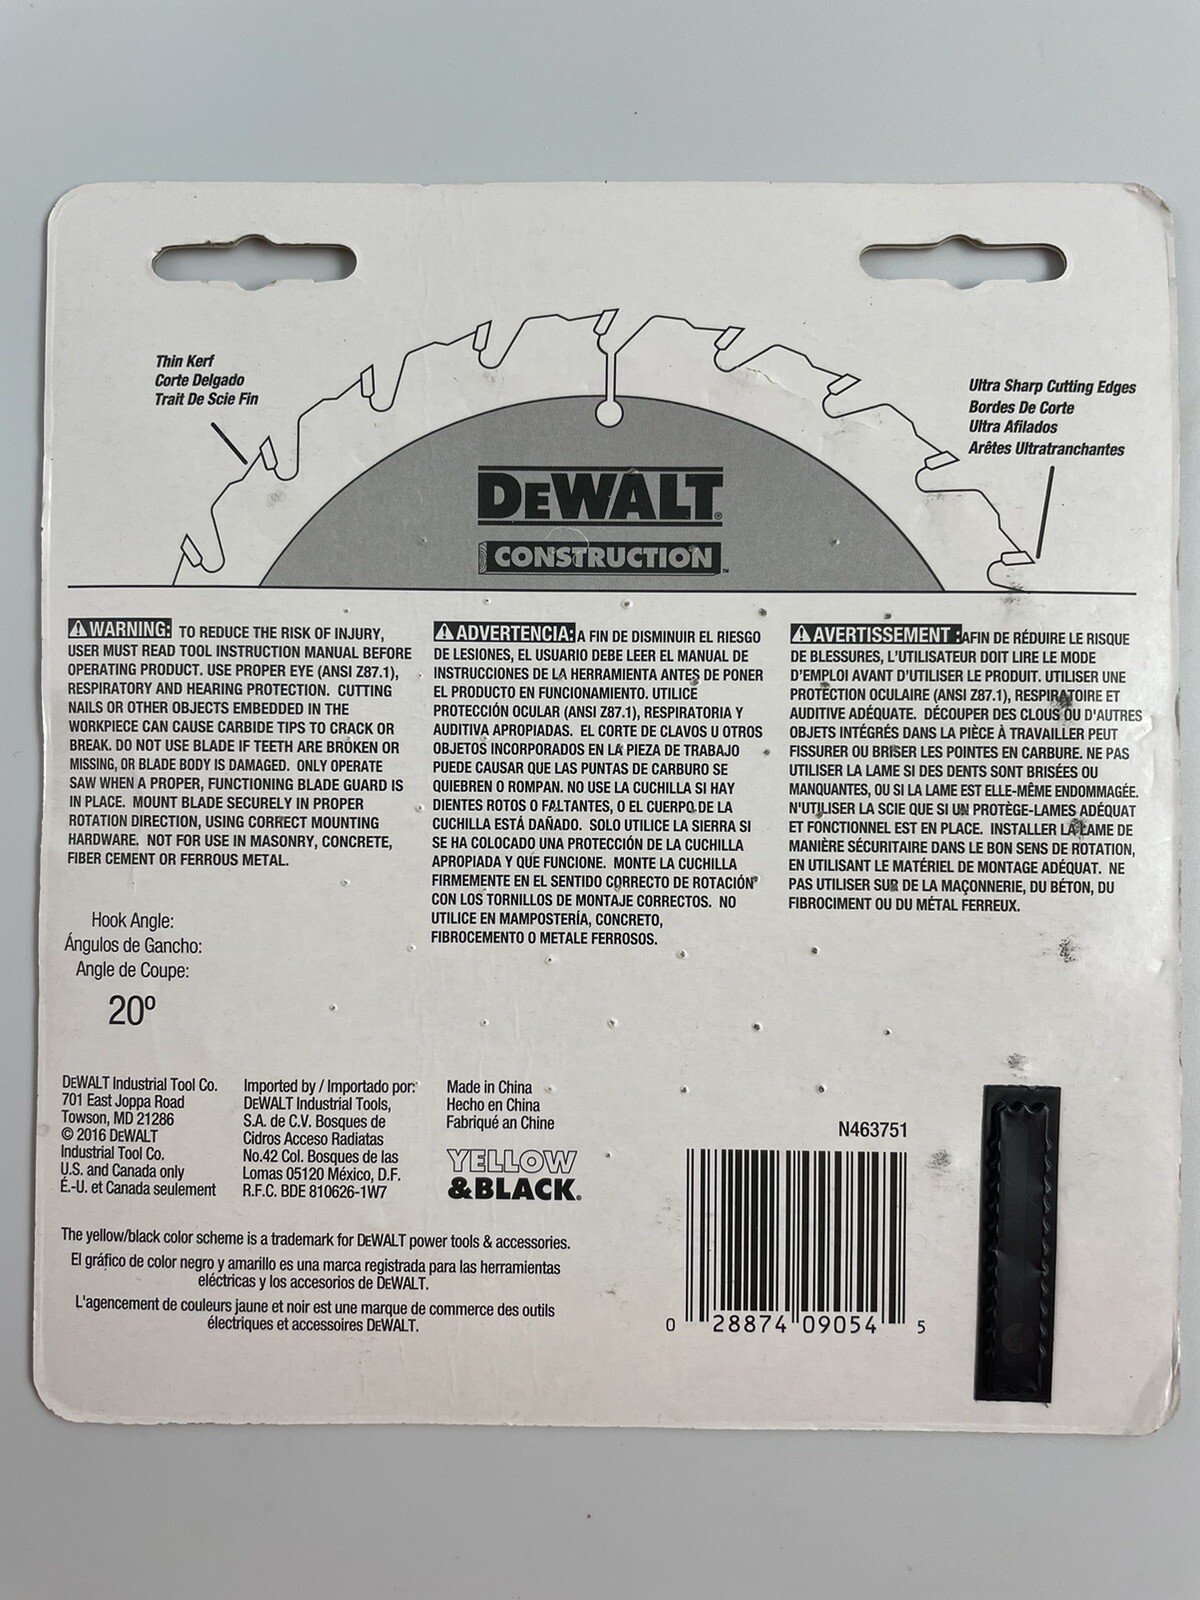 Thin Kerf
Corte Delgado
Trait De Scie Fin
Ultra Sharp Cutting Edges
Bordes De Corte
Ultra Afilados
Arêtes Ultratranchantes
DEWALT®
CONSTRUCTION™
WARNING: TO REDUCE THE RISK OF INJURY,
USER MUST READ TOOL INSTRUCTION MANUAL BEFORE
OPERATING PRODUCT. USE PROPER EYE (ANSI Z87.1),
RESPIRATORY AND HEARING PROTECTION. CUTTING
NAILS OR OTHER OBJECTS EMBEDDED IN THE
WORKPIECE CAN CAUSE CARBIDE TIPS TO CRACK OR
BREAK. DO NOT USE BLADE IF TEETH ARE BROKEN OR
MISSING, OR BLADE BODY IS DAMAGED. ONLY OPERATE
SAW WHEN A PROPER, FUNCTIONING BLADE GUARD IS
IN PLACE. MOUNT BLADE SECURELY IN PROPER
ROTATION DIRECTION, USING CORRECT MOUNTING
HARDWARE. NOT FOR USE IN MASONRY, CONCRETE,
FIBER CEMENT OR FERROUS METAL.
ADVERTENCIA: A FIN DE DISMINUIR EL RIESGO
DE LESIONES, EL USUARIO DEBE LEER EL MANUAL DE
INSTRUCCIONES DE LA HERRAMIENTA ANTES DE PONER
EL PRODUCTO EN FUNCIONAMIENTO. UTILICE
PROTECCIÓN OCULAR (ANSI Z87.1), RESPIRATORIA Y
AUDITIVA APROPIADAS. EL CORTE DE CLAVOS U OTROS
OBJETOS INCORPORADOS EN LA PIEZA DE TRABAJO
PUEDE CAUSAR QUE LAS PUNTAS DE CARBURO SE
QUIEBREN O ROMPAN. NO USE LA CUCHILLA SI HAY
DIENTES ROTOS O FALTANTES, O EL CUERPO DE LA
CUCHILLA ESTÁ DAÑADO. SOLO UTILICE LA SIERRA SI
SE HA COLOCADO UNA PROTECCIÓN DE LA CUCHILLA
APROPIADA Y QUE FUNCIONE. MONTE LA CUCHILLA
FIRMEMENTE EN EL SENTIDO CORRECTO DE ROTACIÓN
CON LOS TORNILLOS DE MONTAJE CORRECTOS. NO
UTILICE EN MAMPOSTERÍA, CONCRETO,
FIBROCEMENTO O METALE FERROSOS.
AVERTISSEMENT : AFIN DE RÉDUIRE LE RISQUE
DE BLESSURES, L'UTILISATEUR DOIT LIRE LE MODE
D'EMPLOI AVANT D'UTILISER LE PRODUIT. UTILISER UNE
PROTECTION OCULAIRE (ANSI Z87.1), RESPIRATOIRE ET
AUDITIVE ADÉQUATE. DÉCOUPER DES CLOUS OU D'AUTRES
OBJETS INTÉGRÉS DANS LA PIÈCE À TRAVAILLER PEUT
FISSURER OU BRISER LES POINTES EN CARBURE. NE PAS
UTILISER LA LAME SI DES DENTS SONT BRISÉES OU
MANQUANTES, OU SI LA LAME EST ELLE-MÊME ENDOMMAGÉE.
N'UTILISER LA SCIE QUE SI UN PROTÈGE-LAMES ADÉQUAT
ET FONCTIONNEL EST EN PLACE. INSTALLER LA LAME DE
MANIÈRE SÉCURITAIRE DANS LE BON SENS DE ROTATION,
EN UTILISANT LE MATÉRIEL DE MONTAGE ADÉQUAT. NE
PAS UTILISER SUR DE LA MAÇONNERIE, DU BÉTON, DU
FIBROCIMENT OU DU MÉTAL FERREUX.
Hook Angle:
Ángulos de Gancho:
Angle de Coupe:
20º
DEWALT Industrial Tool Co.
701 East Joppa Road
Towson, MD 21286
© 2016 DEWALT
Industrial Tool Co.
U.S. and Canada only
É.-U. et Canada seulement
Imported by / Importado por:
DEWALT Industrial Tools,
S.A. de C.V. Bosques de
Cidros Acceso Radiatas
No.42 Col. Bosques de las
Lomas 05120 México, D.F.
R.F.C. BDE 810626-1W7
Made in China
Hecho en China
Fabriqué an Chine
YELLOW
&BLACK®
The yellow/black color scheme is a trademark for DEWALT power tools & accessories.
El gráfico de color negro y amarillo es una marca registrada para las herramientas
eléctricas y los accesorios de DEWALT.
L'agencement de couleurs jaune et noir est une marque de commerce des outils
électriques et accessoires DEWALT.
N463751
0 28874 09054 5